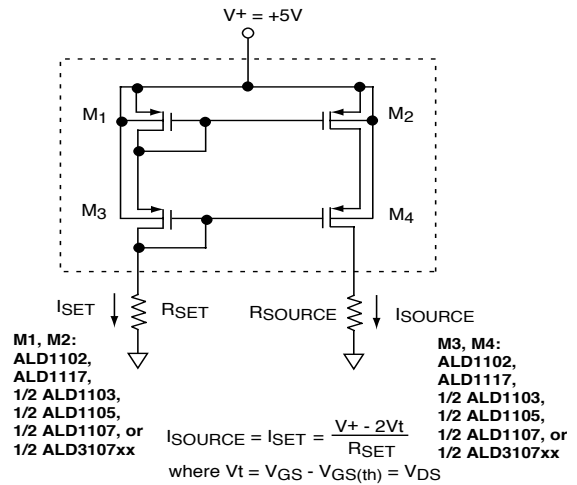 V+ = +5V
M1
M2
M3
M4
ISET
RSET
RSOURCE
ISOURCE
M1, M2:
ALD1102,
ALD1117,
1/2 ALD1103,
1/2 ALD1105,
1/2 ALD1107, or
1/2 ALD3107xx
M3, M4:
ALD1102,
ALD1117,
1/2 ALD1103,
1/2 ALD1105,
1/2 ALD1107, or
1/2 ALD3107xx
ISOURCE = ISET = V+ - 2Vt
RSET
where Vt = VGS - VGS(th) = VDS